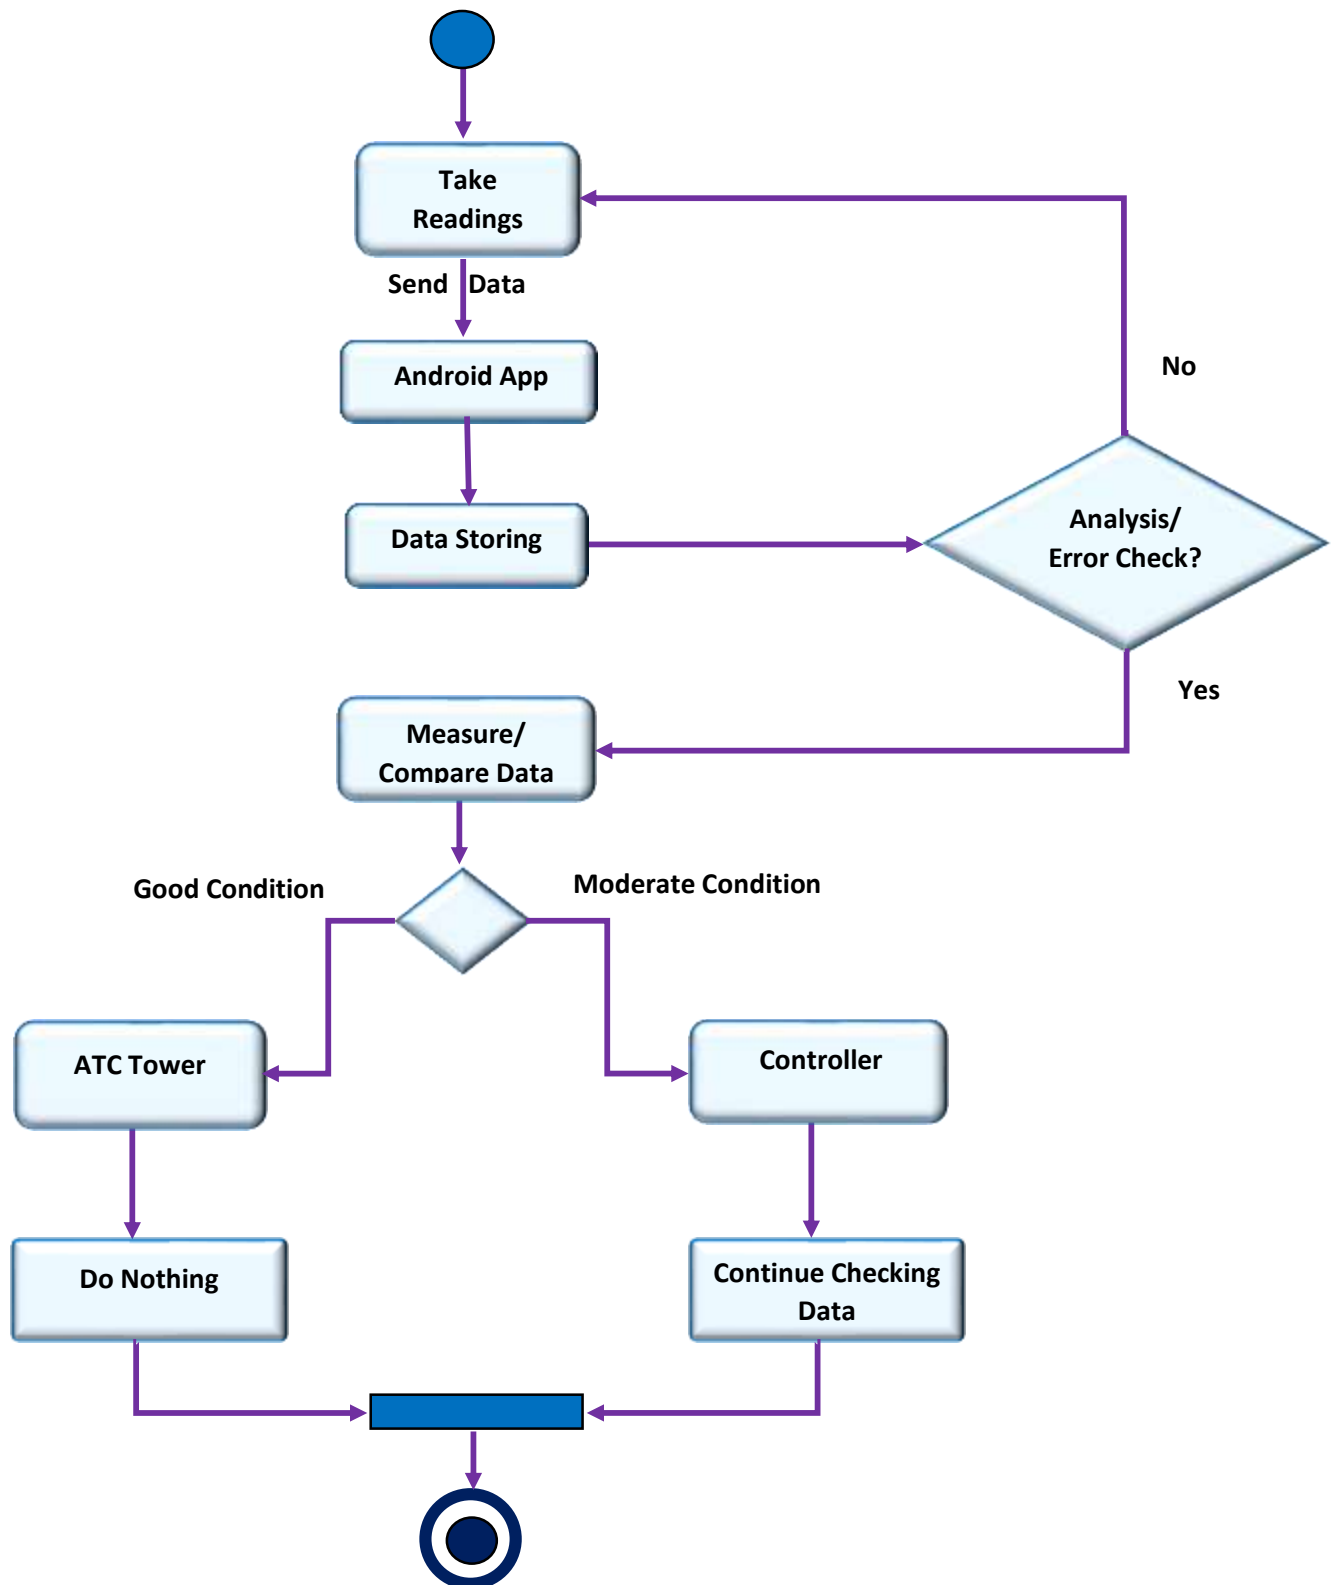 Take
Readings
Send Data
Android App
No
Analysis/
Error Check?
Data Storing
Yes
Measure/
Compare Data
Good Condition
Moderate Condition
ATC Tower
Controller
Do Nothing
Continue Checking
Data